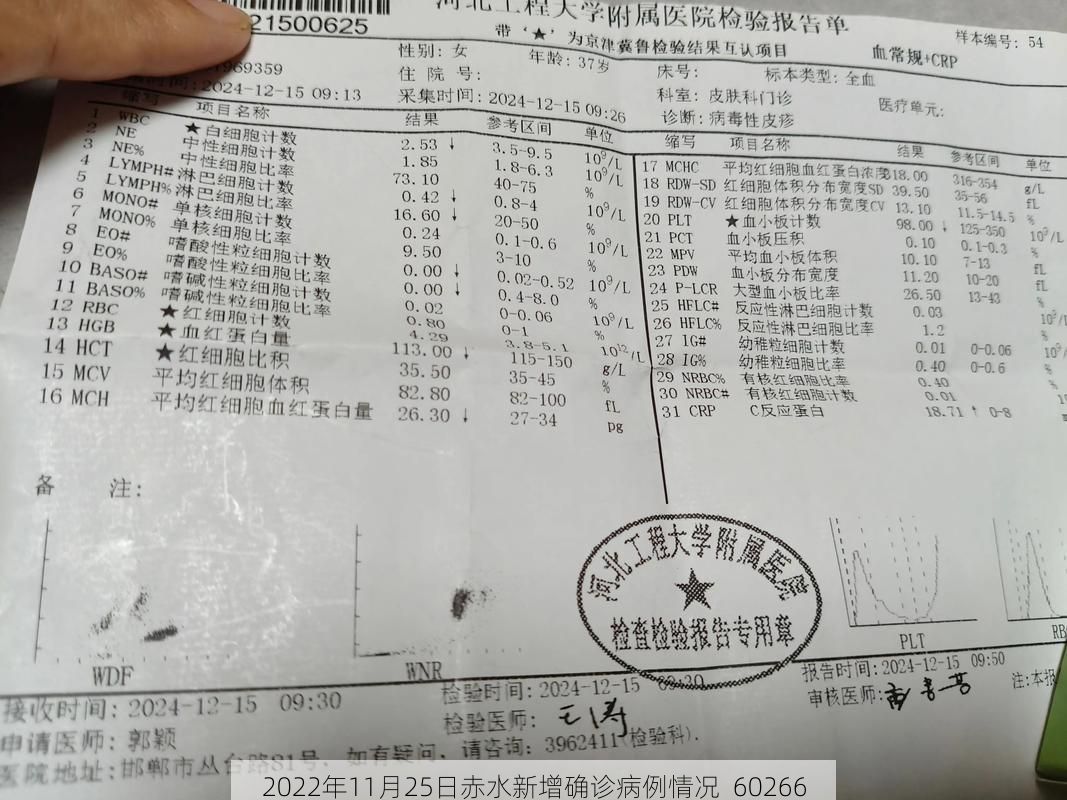 21500625
河北工程大学附属医院检验报告单
带 '★' 为京津冀鲁检验结果互认项目
血常规+CRP
样本编号: 54
性别: 女
年龄: 37岁
1969359
住 院 号:
床号:
标本类型: 全血
时间: 2024-12-15 09:13
采集时间: 2024-12-15 09:26
科室: 皮肤科门诊
医疗单元:
诊断: 病毒性皮疹
缩写 项目名称 结果 参考区间 单位
1 WBC ★白细胞计数 2.53 ↓ 3.5-9.5 10^9/L
2 NE 中性细胞计数 1.85 1.8-6.3 10^9/L
3 NE% 中性细胞比率 73.10 40-75 %
4 LYMPH# 淋巴细胞计数 0.42 ↓ 0.8-4 10^9/L
5 LYMPH% 淋巴细胞比率 16.60 ↓ 20-50 %
6 MONO# 单核细胞计数 0.24 0.1-0.6 10^9/L
7 MONO% 单核细胞比率 9.50 3-10 %
8 EO# 嗜酸性粒细胞计数 0.00 ↓ 0.02-0.52 10^9/L
9 EO% 嗜酸性粒细胞比率 0.00 ↓ 0.4-8.0 %
10 BASO# 嗜碱性粒细胞计数 0.02 0-0.06 10^9/L
11 BASO% 嗜碱性粒细胞比率 0.80 0-1 %
12 RBC ★红细胞计数 4.29 3.8-5.1 10^12/L
13 HGB ★血红蛋白量 113.00 ↓ 115-150 g/L
14 HCT ★红细胞比积 35.50 35-45 %
15 MCV 平均红细胞体积 82.80 82-100 fL
16 MCH 平均红细胞血红蛋白量 26.30 ↓ 27-34 pg
缩写 项目名称 结果 参考区间 单位
17 MCHC 平均红细胞血红蛋白浓度 318.00 316-354 g/L
18 RDW-SD 红细胞体积分布宽度SD 39.50 35-56 fL
19 RDW-CV 红细胞体积分布宽度CV 13.10 11.5-14.5 %
20 PLT ★血小板计数 98.00 ↓ 125-350 10^9/L
21 PCT 血小板压积 0.10 0.1-0.3 %
22 MPV 平均血小板体积 10.10 7-13 fL
23 PDW 血小板分布宽度 11.20 10-20 fL
24 P-LCR 大型血小板比率 26.50 13-43 %
25 HFLC# 反应性淋巴细胞计数 0.03
26 HFLC% 反应性淋巴细胞比率 1.2 %
27 IG# 幼稚粒细胞计数 0.01 0-0.06
28 IG% 幼稚粒细胞比率 0.40 0-0.6 %
29 NRBC% 有核红细胞比率 0.40
30 NRBC# 有核红细胞计数 0.01
31 CRP C反应蛋白 18.71 ↑ 0-8
备 注:
河北工程大学附属医院
检查检验报告专用章
WDF
WNR
PLT
接收时间: 2024-12-15 09:30
检验时间: 2024-12-15 09:30
报告时间: 2024-12-15 09:50
申请医师: 郭颖
检验医师: 王涛
审核医师:
注: 本报
医院地址: 邯郸市丛台路81号, 如有疑问, 请咨询: 3962411(检验科).
2022年11月25日赤水新增确诊病例情况 60266